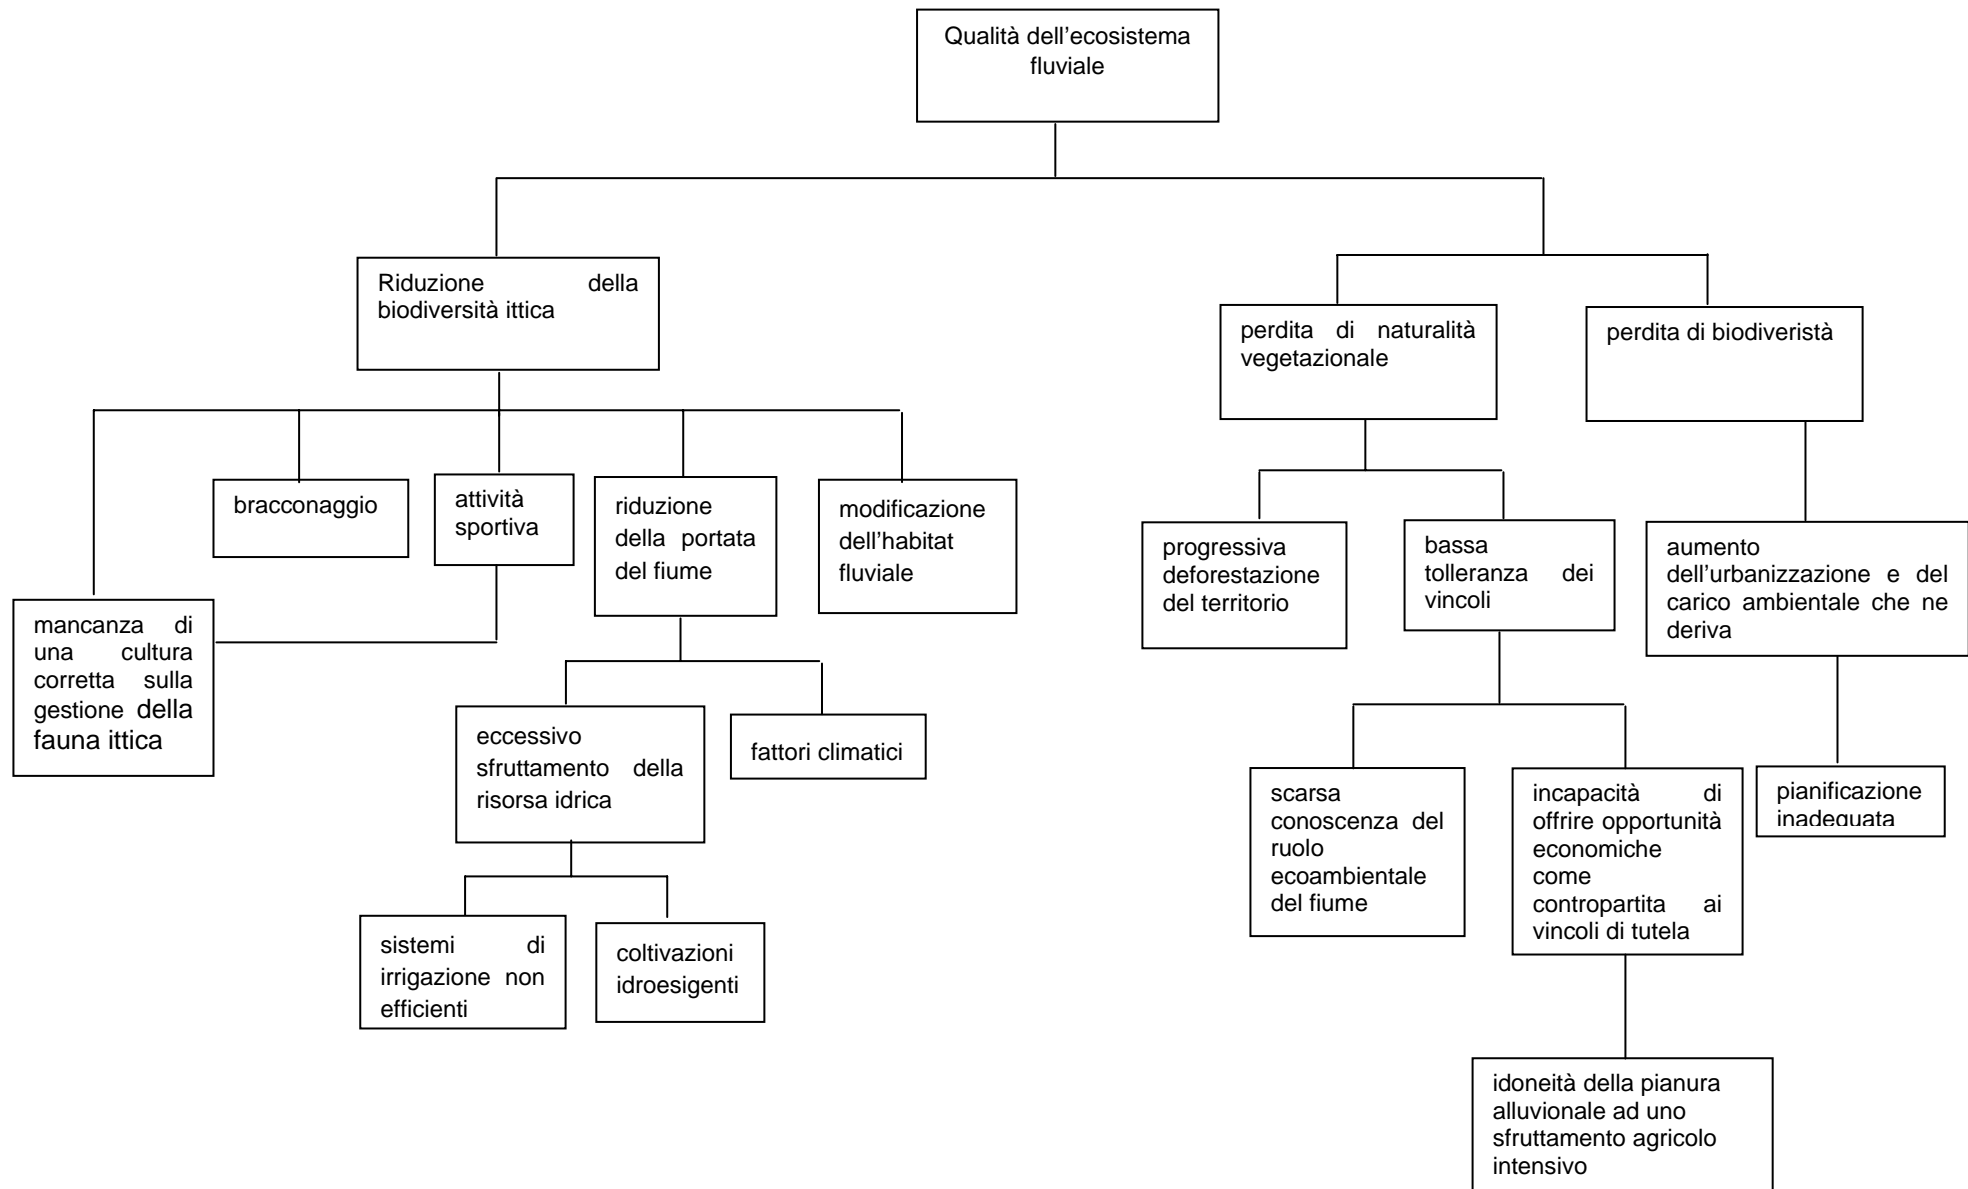 Qualità dell'ecosistema
fluviale
Riduzione della
biodiversità ittica
perdita di naturalità
vegetazionale
perdita di biodiveristà
bracconaggio
attività
sportiva
riduzione
della portata
del fiume
modificazione
dell'habitat
fluviale
mancanza di
una cultura
corretta sulla
gestione della
fauna ittica
progressiva
deforestazione
del territorio
bassa
tolleranza dei
vincoli
aumento
dell'urbanizzazione e del
carico ambientale che ne
deriva
eccessivo
sfruttamento della
risorsa idrica
fattori climatici
scarsa
conoscenza del
ruolo
ecoambientale
del fiume
incapacità di
offrire opportunità
economiche
come
contropartita ai
vincoli di tutela
pianificazione
inadeguata
sistemi di
irrigazione non
efficienti
coltivazioni
idroesigenti
idoneità della pianura
alluvionale ad uno
sfruttamento agricolo
intensivo